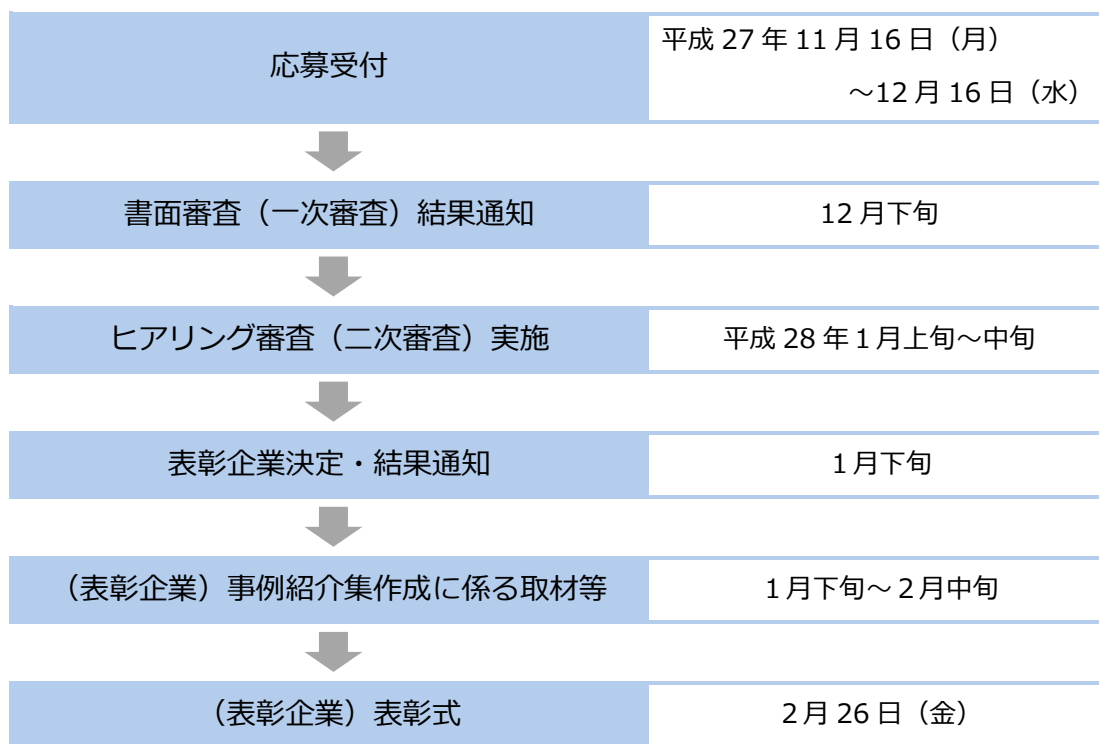 応募受付
平成 27 年 11 月 16 日（月）
～12 月 16 日（水）
書面審査（一次審査）結果通知
12 月下旬
ヒアリング審査（二次審査）実施
平成 28 年１月上旬～中旬
表彰企業決定・結果通知
１月下旬
（表彰企業）事例紹介集作成に係る取材等
１月下旬～２月中旬
（表彰企業）表彰式
２月 26 日（金）